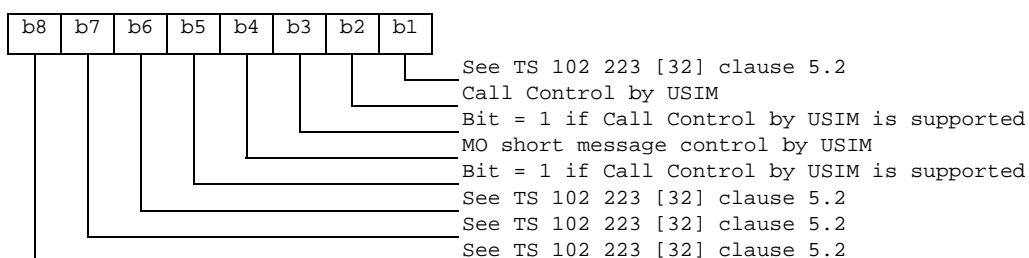 b8 b7 b6 b5 b4 b3 b2 b1
See TS 102 223 [32] clause 5.2
Call Control by USIM
Bit = 1 if Call Control by USIM is supported
MO short message control by USIM
Bit = 1 if Call Control by USIM is supported
See TS 102 223 [32] clause 5.2
See TS 102 223 [32] clause 5.2
See TS 102 223 [32] clause 5.2